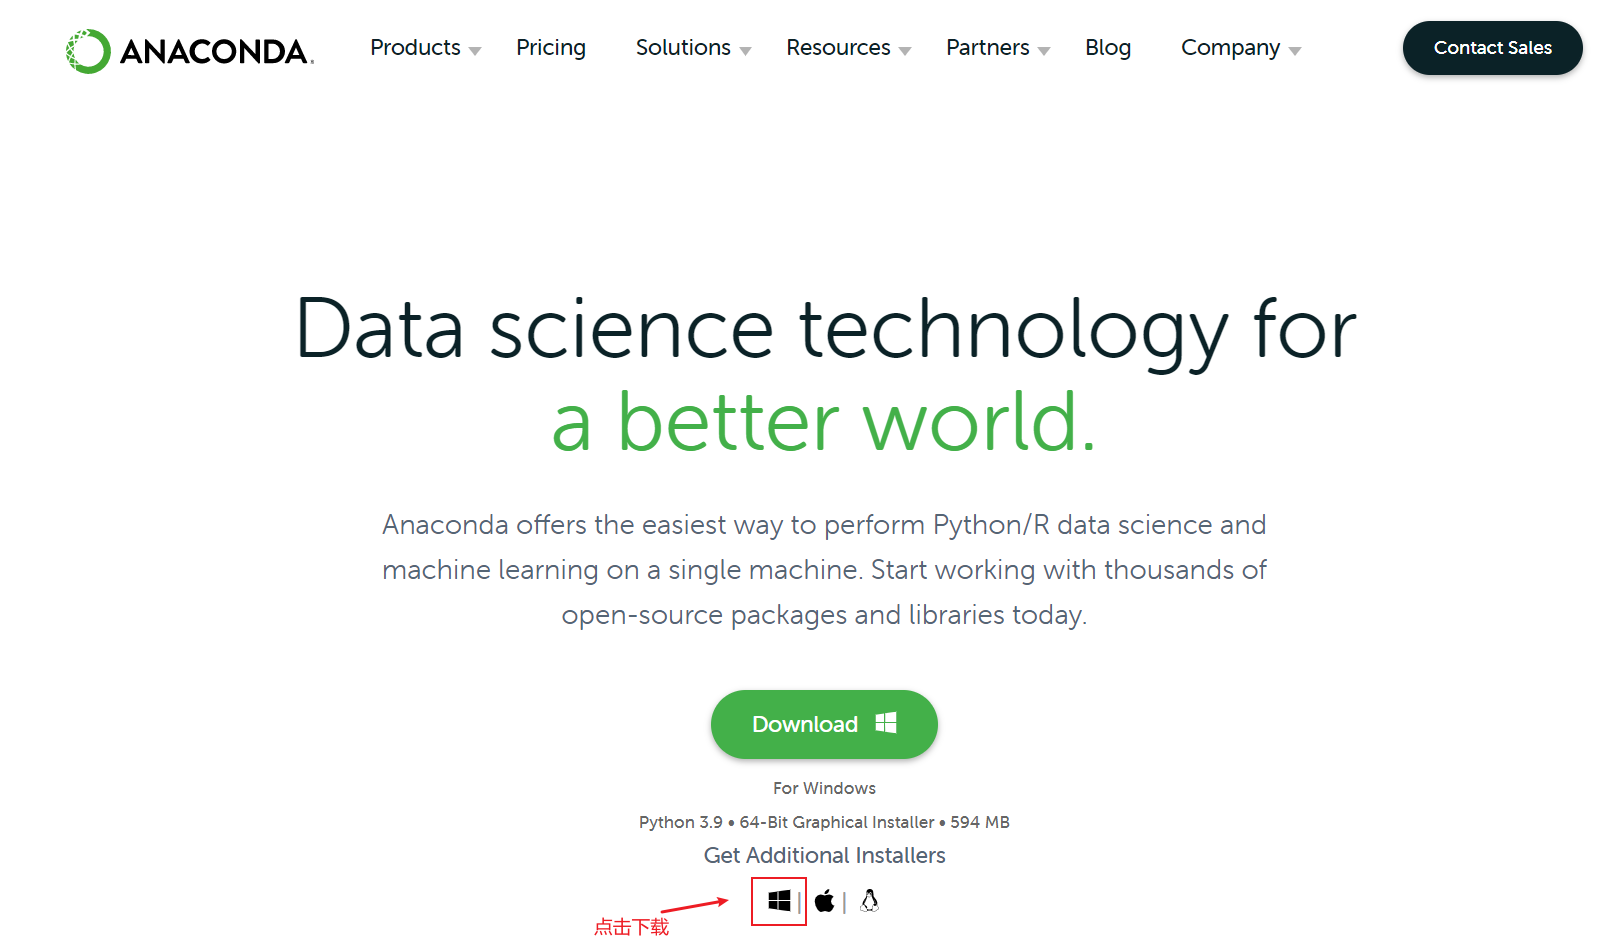 ANACONDA.
Products Pricing Solutions Resources Partners Blog Company Contact Sales
Data science technology for
a better world.
Anaconda offers the easiest way to perform Python/R data science and
machine learning on a single machine. Start working with thousands of
open-source packages and libraries today.
Download
For Windows
Python 3.9 • 64-Bit Graphical Installer • 594 MB
Get Additional Installers
点击下载